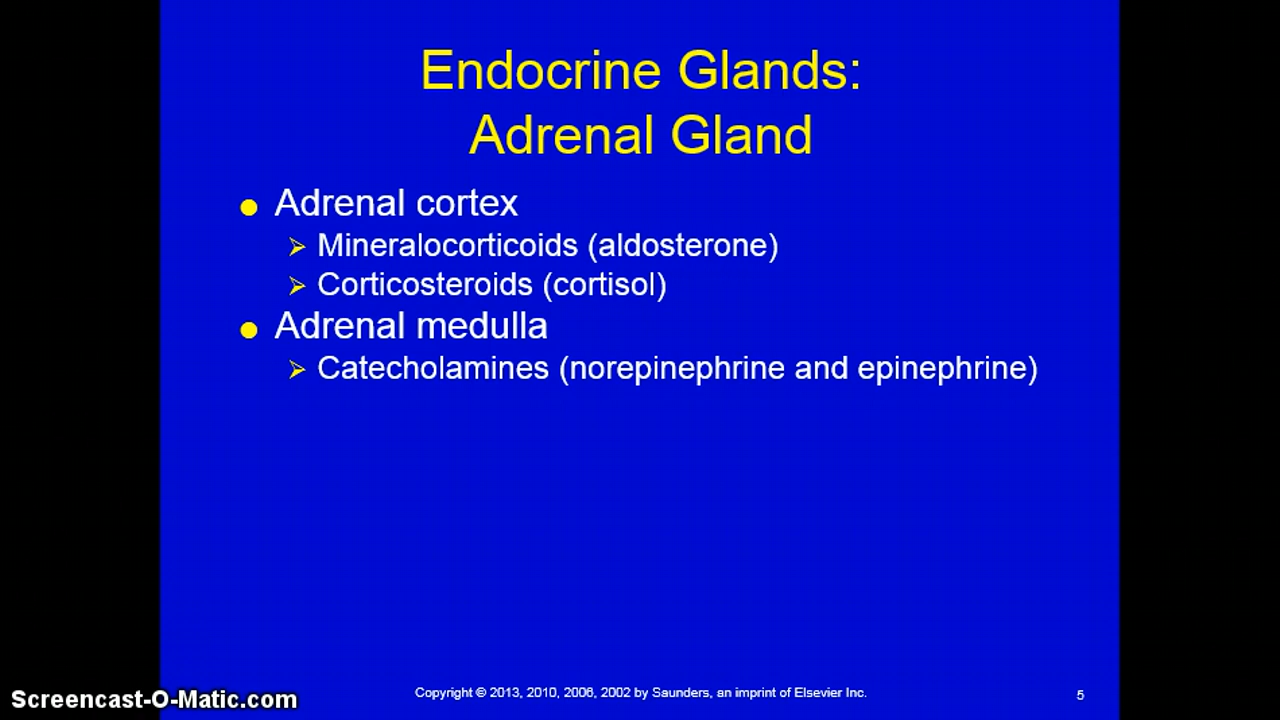 Endocrine Glands:
Adrenal Gland
Adrenal cortex
Mineralocorticoids (aldosterone)
Corticosteroids (cortisol)
Adrenal medulla
Catecholamines (norepinephrine and epinephrine)
Copyright © 2013, 2010, 2006, 2002 by Saunders, an imprint of Elsevier Inc.
5
Screencast-O-Matic.com